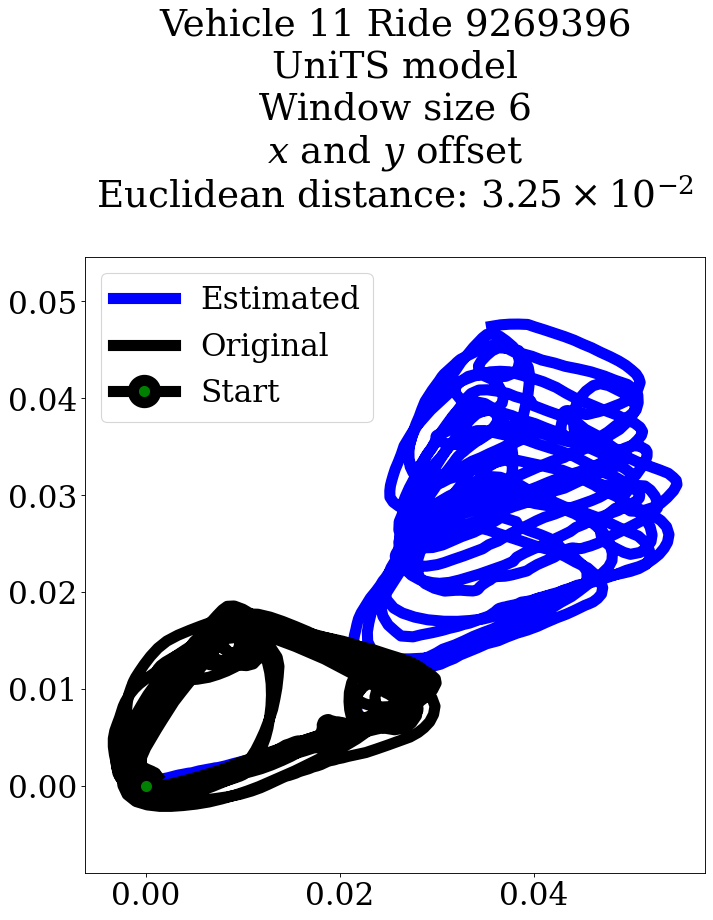 Vehicle 11 Ride 9269396
UniTS model
Window size 6
x and y offset
Euclidean distance: 3.25 × 10⁻²
Estimated
Original
Start
0.05
0.04
0.03
0.02
0.01
0.00
0.00 0.02 0.04